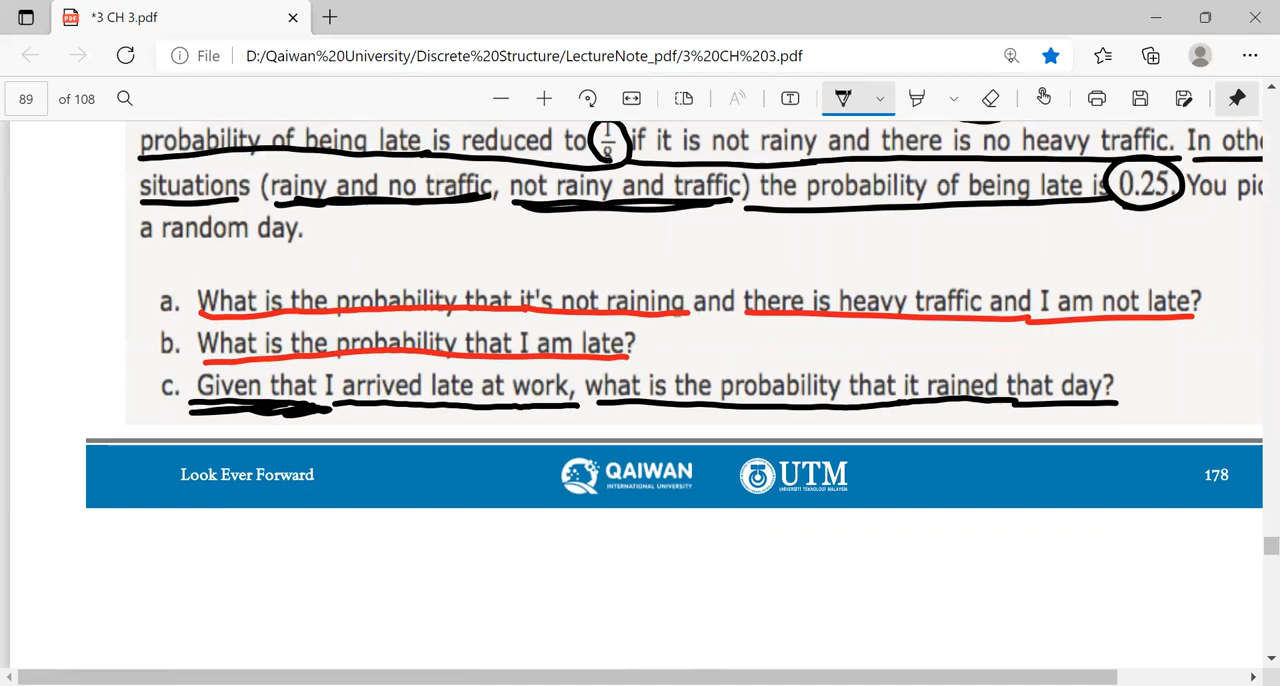 *3 CH 3.pdf
File D:/Qaiwan%20University/Discrete%20Structure/LectureNote_pdf/3%20CH%203.pdf
89 of 108
probability of being late is reduced to 1/8 if it is not rainy and there is no heavy traffic. In othe
situations (rainy and no traffic, not rainy and traffic) the probability of being late is 0.25. You pic
a random day.
a. What is the probability that it's not raining and there is heavy traffic and I am not late?
b. What is the probability that I am late?
c. Given that I arrived late at work, what is the probability that it rained that day?
Look Ever Forward
QAIWAN
INTERNATIONAL UNIVERSITY
UTM
UNIVERSITI TEKNOLOGI MALAYSIA
178